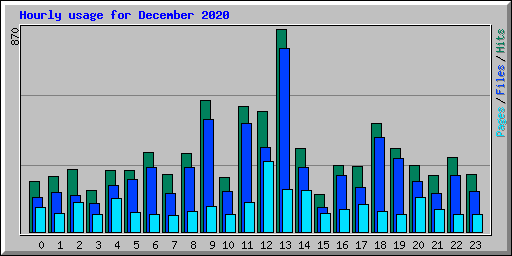 Hourly usage for December 2020
870
Pages / Files / Hits
0 1 2 3 4 5 6 7 8 9 10 11 12 13 14 15 16 17 18 19 20 21 22 23